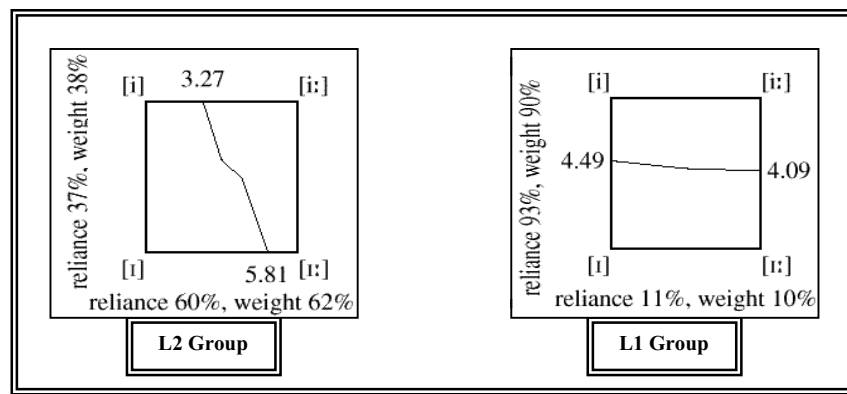 [i] 3.27 [iː]
reliance 37%, weight 38%
[ɪ] 5.81 [ɪː]
reliance 60%, weight 62%
L2 Group
[i] [iː]
reliance 93%, weight 90%
4.49 4.09
[ɪ] [ɪː]
reliance 11%, weight 10%
L1 Group